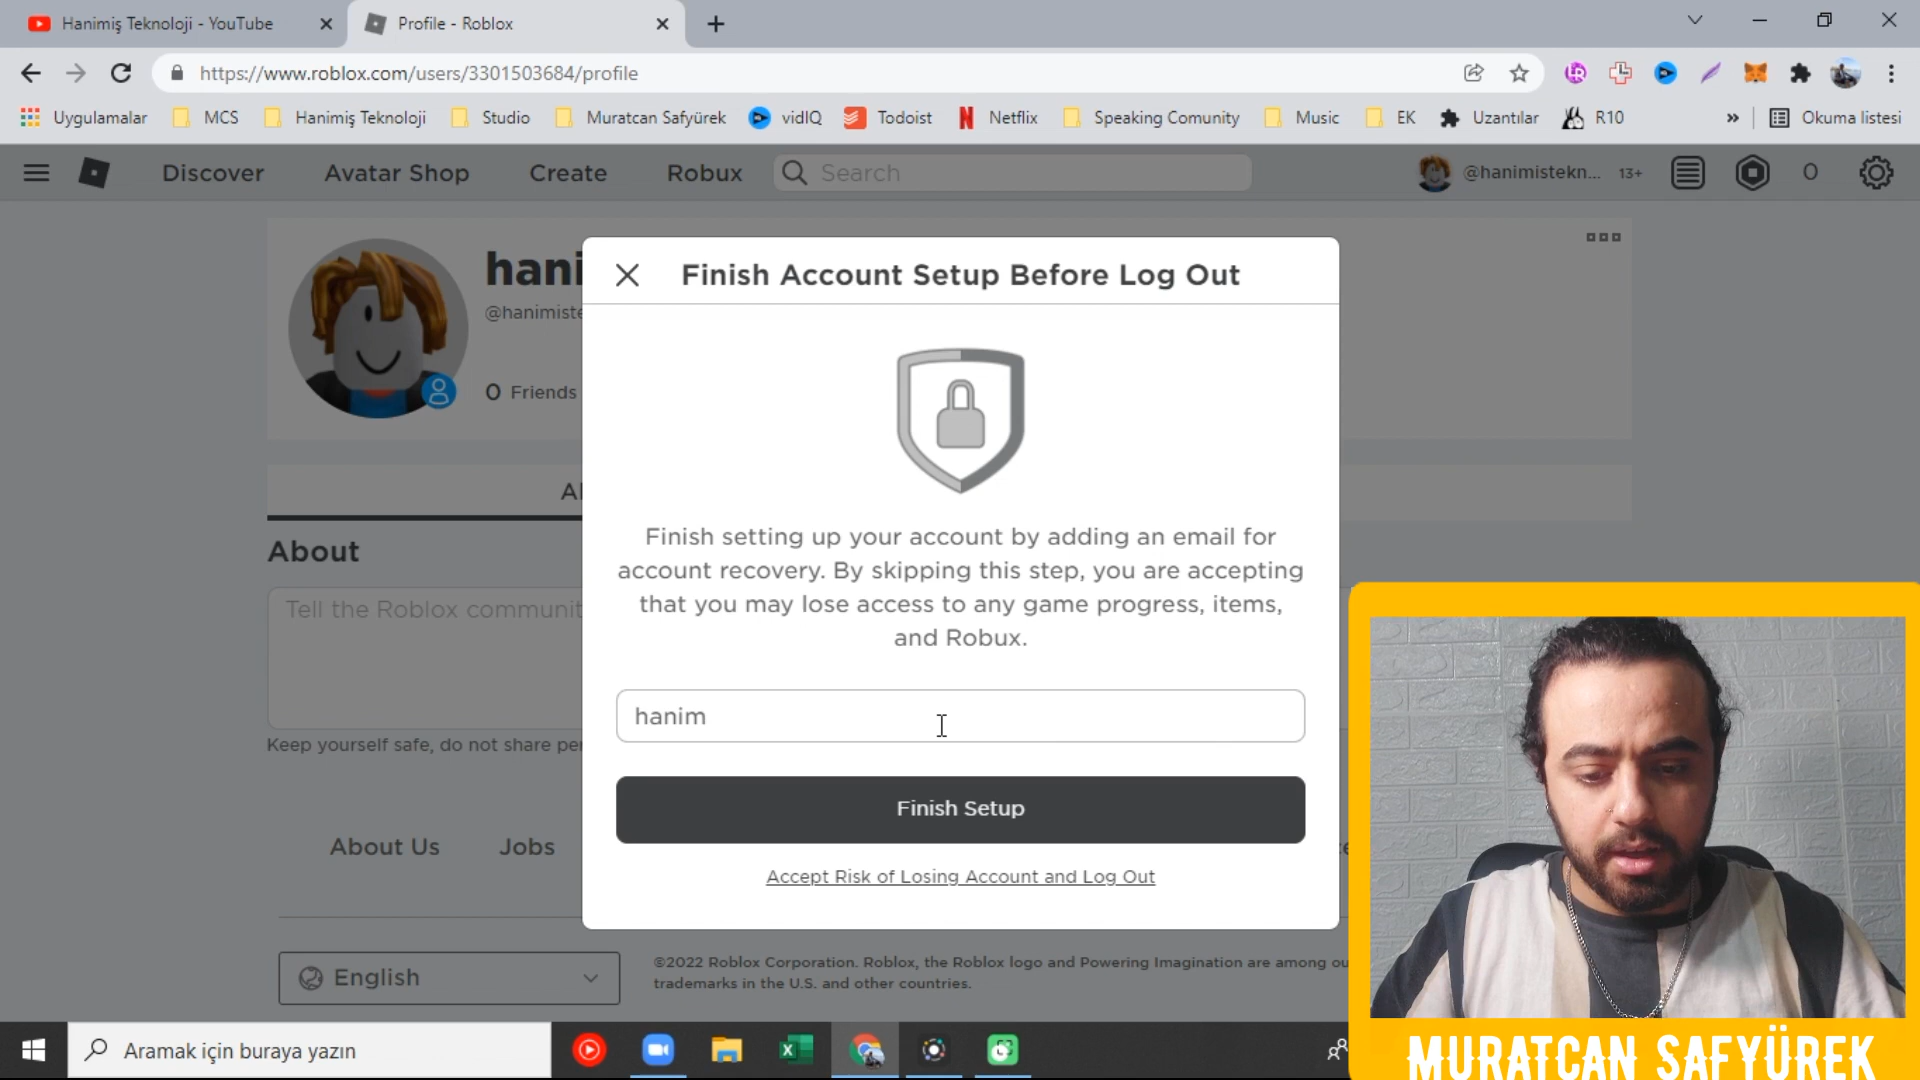 Hanimiş Teknoloji - YouTube
Profile - Roblox
https://www.roblox.com/users/3301503684/profile
Uygulamalar
MCS
Hanimiş Teknoloji
Studio
Muratcan Safyürek
vidIQ
Todoist
Netflix
Speaking Comunity
Music
EK
Uzantılar
R10
»
Okuma listesi
Discover
Avatar Shop
Create
Robux
Search
@hanimistekn...
13+
0
hani
@hanimiste
0 Friends
Finish Account Setup Before Log Out
Finish setting up your account by adding an email for
account recovery. By skipping this step, you are accepting
that you may lose access to any game progress, items,
and Robux.
hanim
Finish Setup
Accept Risk of Losing Account and Log Out
About
Tell the Roblox communit
Keep yourself safe, do not share per
About Us
Jobs
English
©2022 Roblox Corporation. Roblox, the Roblox logo and Powering Imagination are among ou
trademarks in the U.S. and other countries.
Aramak için buraya yazın
MURATCAN SAFYÜREK